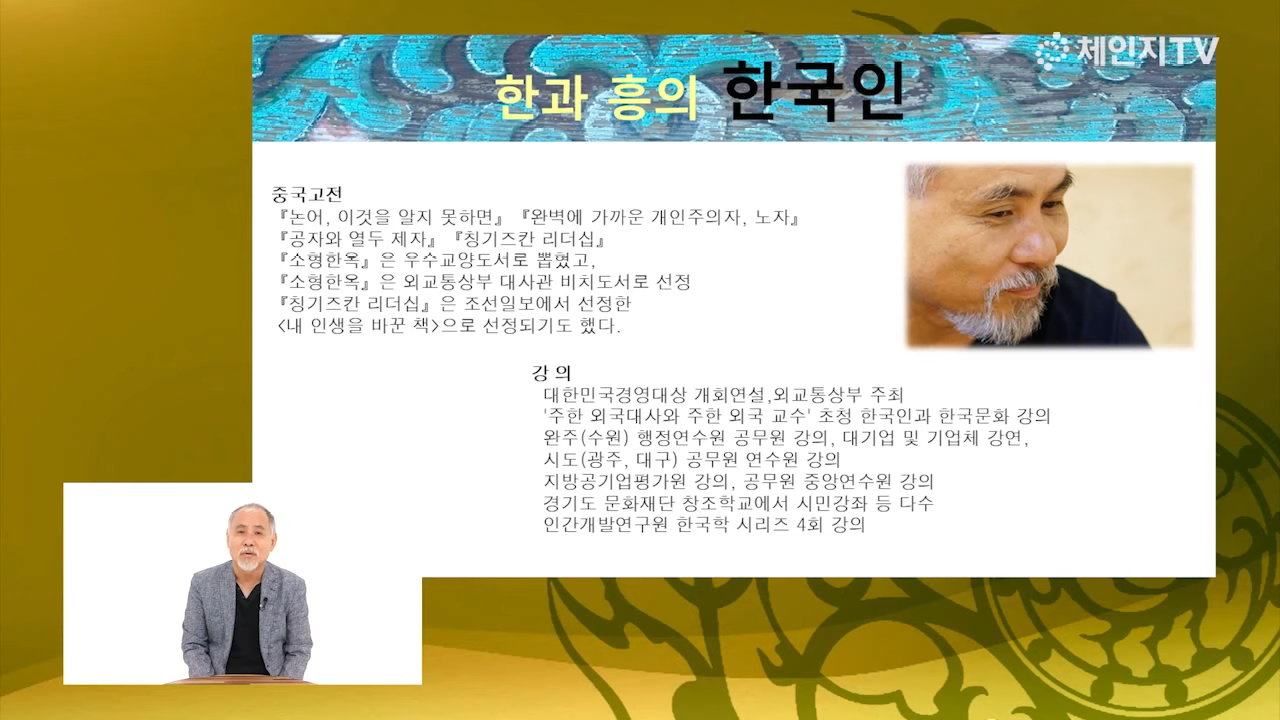 체인지TV
한과 흥의 한국인
중국고전
『논어, 이것을 알지 못하면』 『완벽에 가까운 개인주의자, 노자』
『공자와 열두 제자』 『칭기즈칸 리더십』
『소형한옥』은 우수교양도서로 뽑혔고,
『소형한옥』은 외교통상부 대사관 비치도서로 선정
『칭기즈칸 리더십』은 조선일보에서 선정한
<내 인생을 바꾼 책>으로 선정되기도 했다.
강 의
대한민국경영대상 개회연설,외교통상부 주최
'주한 외국대사와 주한 외국 교수' 초청 한국인과 한국문화 강의
완주(수원) 행정연수원 공무원 강의, 대기업 및 기업체 강연,
시도(광주, 대구) 공무원 연수원 강의
지방공기업평가원 강의, 공무원 중앙연수원 강의
경기도 문화재단 창조학교에서 시민강좌 등 다수
인간개발연구원 한국학 시리즈 4회 강의